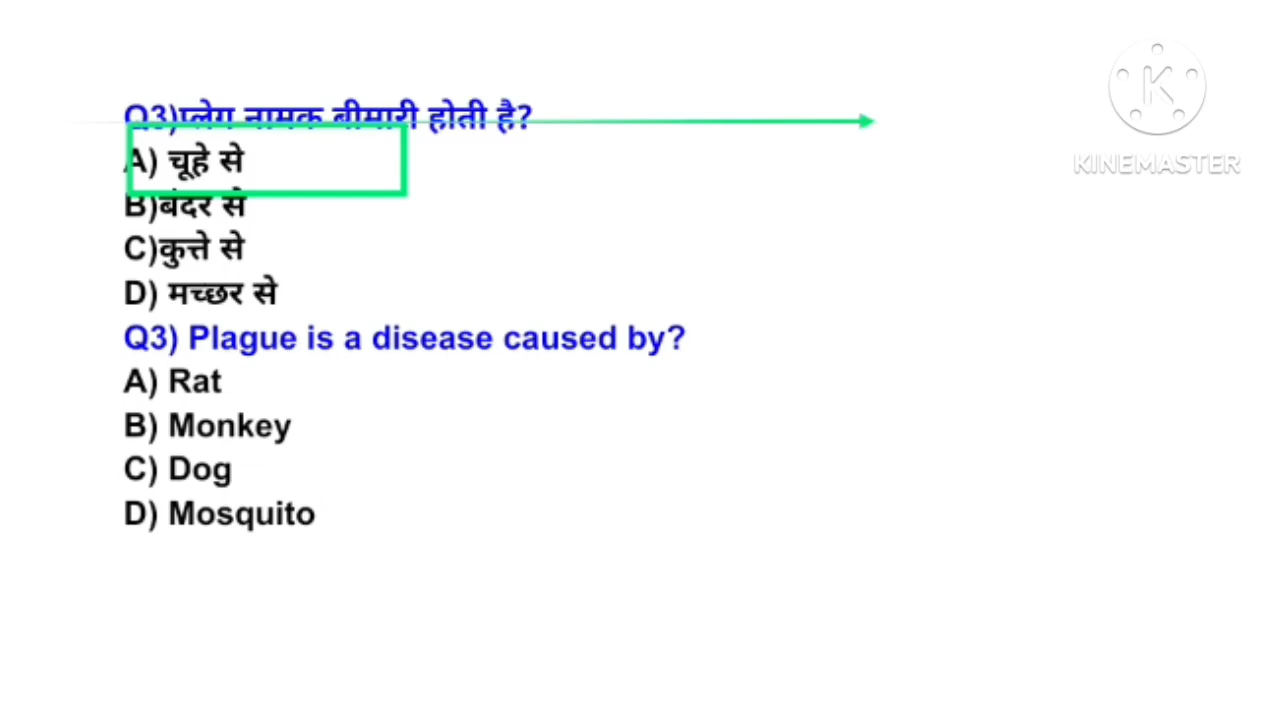 Q3)प्लेग नामक बीमारी होती है?
A) चूहे से
B)बंदर से
C)कुत्ते से
D) मच्छर से
Q3) Plague is a disease caused by?
A) Rat
B) Monkey
C) Dog
D) Mosquito
K
KINEMASTER